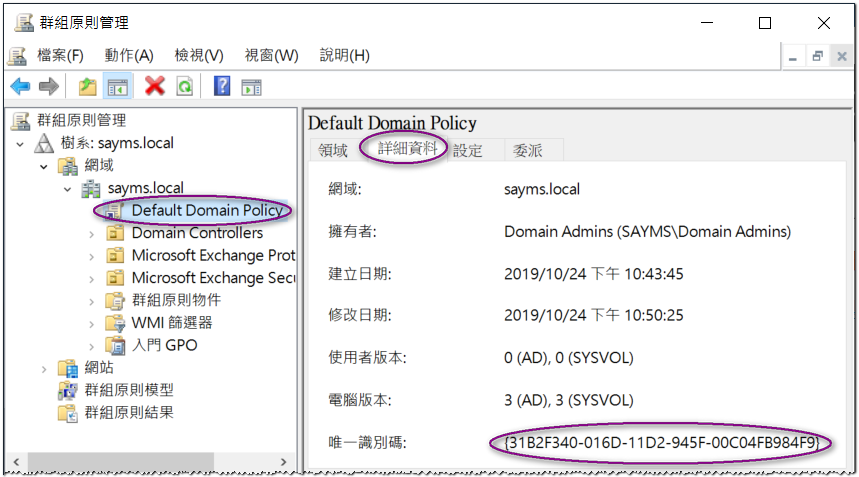 群組原則管理
檔案(F) 動作(A) 檢視(V) 視窗(W) 說明(H)
群組原則管理
樹系: sayms.local
網域
sayms.local
Default Domain Policy
Domain Controllers
Microsoft Exchange Prot
Microsoft Exchange Secu
群組原則物件
WMI 篩選器
入門 GPO
網站
群組原則模型
群組原則結果
Default Domain Policy
領域 詳細資料 設定 委派
網域: sayms.local
擁有者: Domain Admins (SAYMS\Domain Admins)
建立日期: 2019/10/24 下午 10:43:45
修改日期: 2019/10/24 下午 10:50:25
使用者版本: 0 (AD), 0 (SYSVOL)
電腦版本: 3 (AD), 3 (SYSVOL)
唯一識別碼: {31B2F340-016D-11D2-945F-00C04FB984F9}